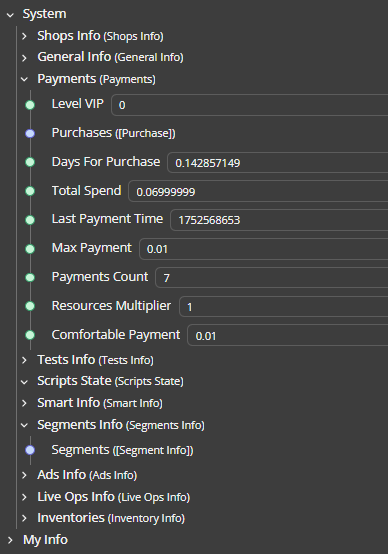 System
Shops Info (Shops Info)
General Info (General Info)
Payments (Payments)
Level VIP 0
Purchases ([Purchase])
Days For Purchase 0.142857149
Total Spend 0.06999999
Last Payment Time 1752568653
Max Payment 0.01
Payments Count 7
Resources Multiplier 1
Comfortable Payment 0.01
Tests Info (Tests Info)
Scripts State (Scripts State)
Smart Info (Smart Info)
Segments Info (Segments Info)
Segments ([Segment Info])
Ads Info (Ads Info)
Live Ops Info (Live Ops Info)
Inventories (Inventory Info)
My Info